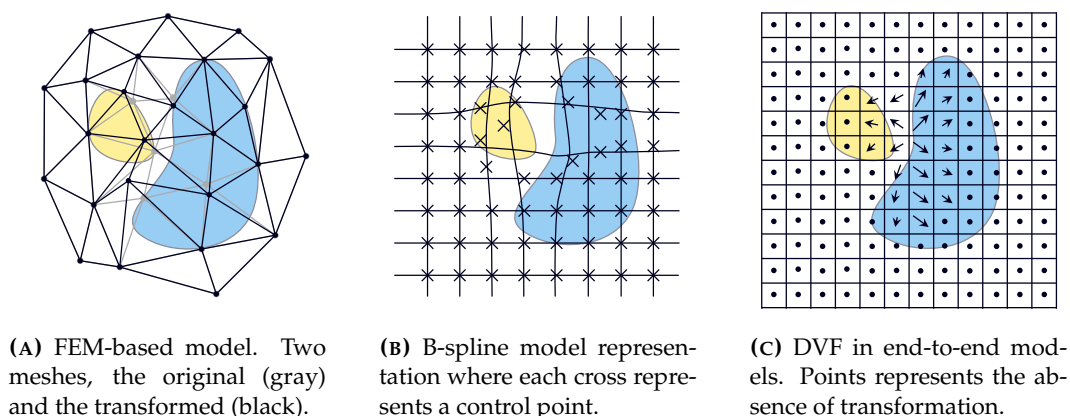 (A) FEM-based model. Two
meshes, the original (gray)
and the transformed (black).
(B) B-spline model represen-
tation where each cross repre-
sents a control point.
(C) DVF in end-to-end mod-
els. Points represents the ab-
sence of transformation.